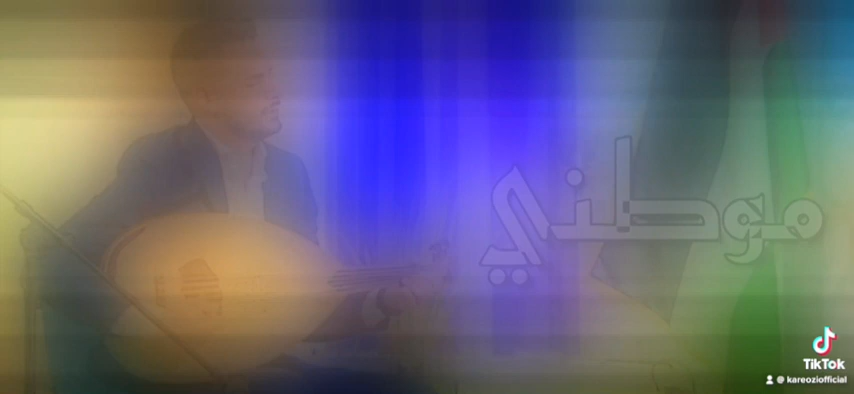 موطني
TikTok
@ kareoziofficial